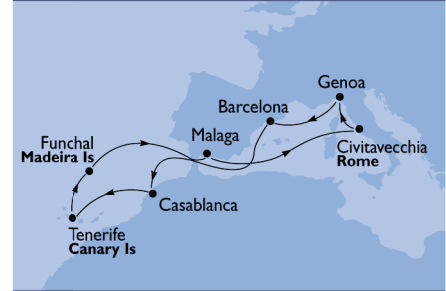 Genoa
Barcelona
Malaga
Funchal
Madeira Is
Civitavecchia
Rome
Casablanca
Tenerife
Canary Is